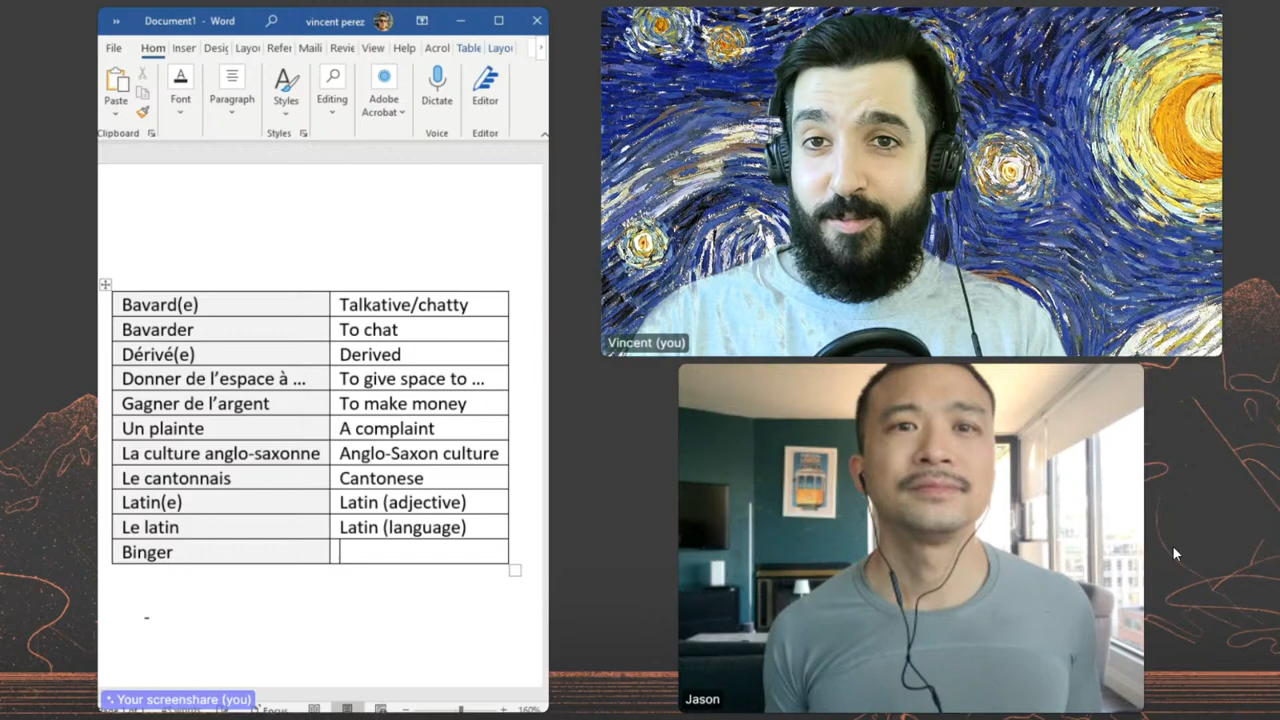 Document1 - Word
vincent perez
File Hom Inser Desig Layou Refer Maili Revie View Help Acrol Table Layou
Paste
Font
Paragraph
Styles
Editing
Adobe
Acrobat
Dictate
Editor
Clipboard
Styles
Voice
Editor
Bavard(e) Talkative/chatty
Bavarder To chat
Dérivé(e) Derived
Donner de l’espace à ... To give space to ...
Gagner de l’argent To make money
Un plainte A complaint
La culture anglo-saxonne Anglo-Saxon culture
Le cantonnais Cantonese
Latin(e) Latin (adjective)
Le latin Latin (language)
Binger
-
Your screenshare (you)
Focus
160%
Vincent (you)
Jason